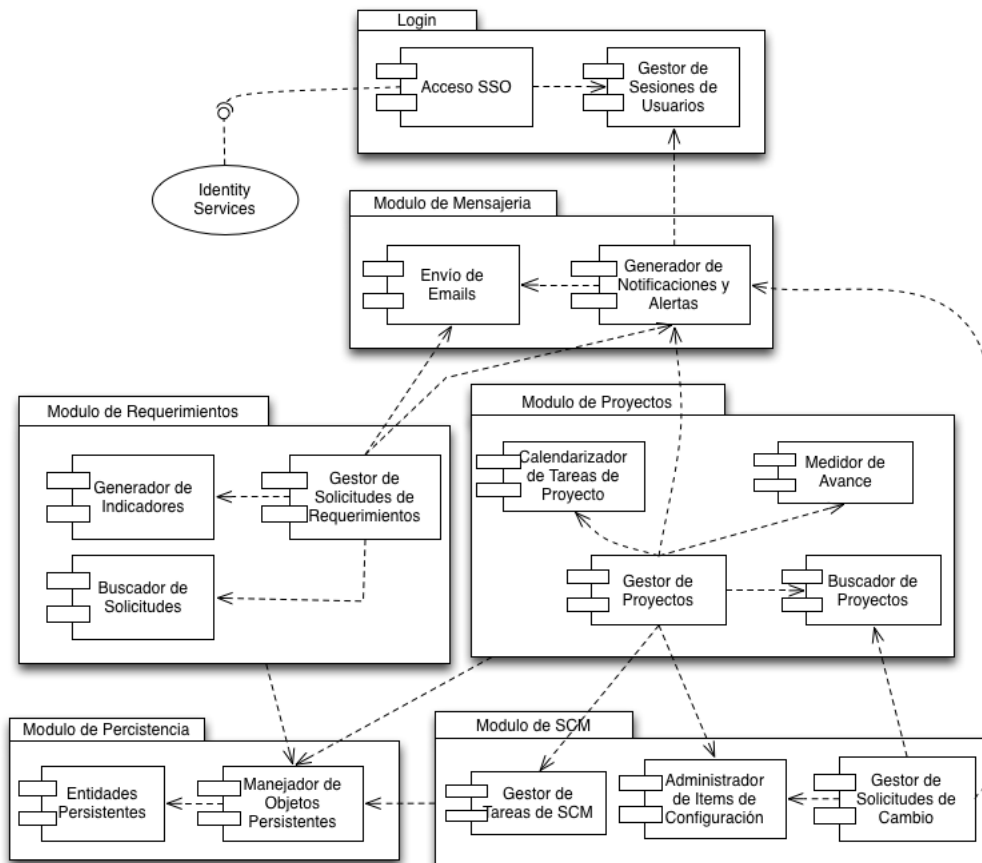 Login
Acceso SSO
Gestor de
Sesiones de
Usuarios
Identity
Services
Modulo de Mensajeria
Envío de
Emails
Generador de
Notificaciones y
Alertas
Modulo de Requerimientos
Generador de
Indicadores
Gestor de
Solicitudes de
Requerimientos
Buscador de
Solicitudes
Modulo de Proyectos
Calendarizador
de Tareas de
Proyecto
Medidor de
Avance
Gestor de
Proyectos
Buscador de
Proyectos
Modulo de Percistencia
Entidades
Persistentes
Manejador de
Objetos
Persistentes
Modulo de SCM
Gestor de
Tareas de SCM
Administrador
de Items de
Configuración
Gestor de
Solicitudes de
Cambio